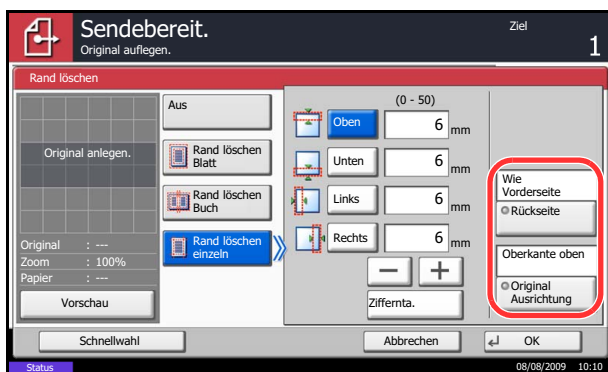 Sendebereit.
Original auflegen.
Ziel
1
Rand löschen
Original anlegen.
Original : ---
Zoom : 100%
Papier : ---
Vorschau
Aus
Rand löschen
Blatt
Rand löschen
Buch
Rand löschen
einzeln
(0 - 50)
Oben 6 mm
Unten 6 mm
Links 6 mm
Rechts 6 mm
Ziffernta.
Wie
Vorderseite
Rückseite
Oberkante oben
Original
Ausrichtung
Schnellwahl
Abbrechen
OK
Status
08/08/2009 10:10